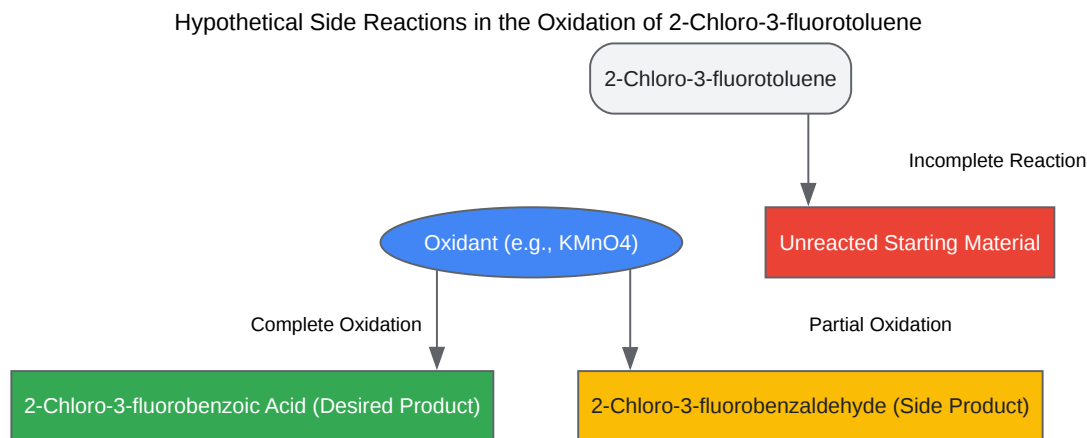 Hypothetical Side Reactions in the Oxidation of 2-Chloro-3-fluorotoluene
2-Chloro-3-fluorotoluene
Incomplete Reaction
Oxidant (e.g., KMnO4)
Unreacted Starting Material
Complete Oxidation
Partial Oxidation
2-Chloro-3-fluorobenzoic Acid (Desired Product)
2-Chloro-3-fluorobenzaldehyde (Side Product)